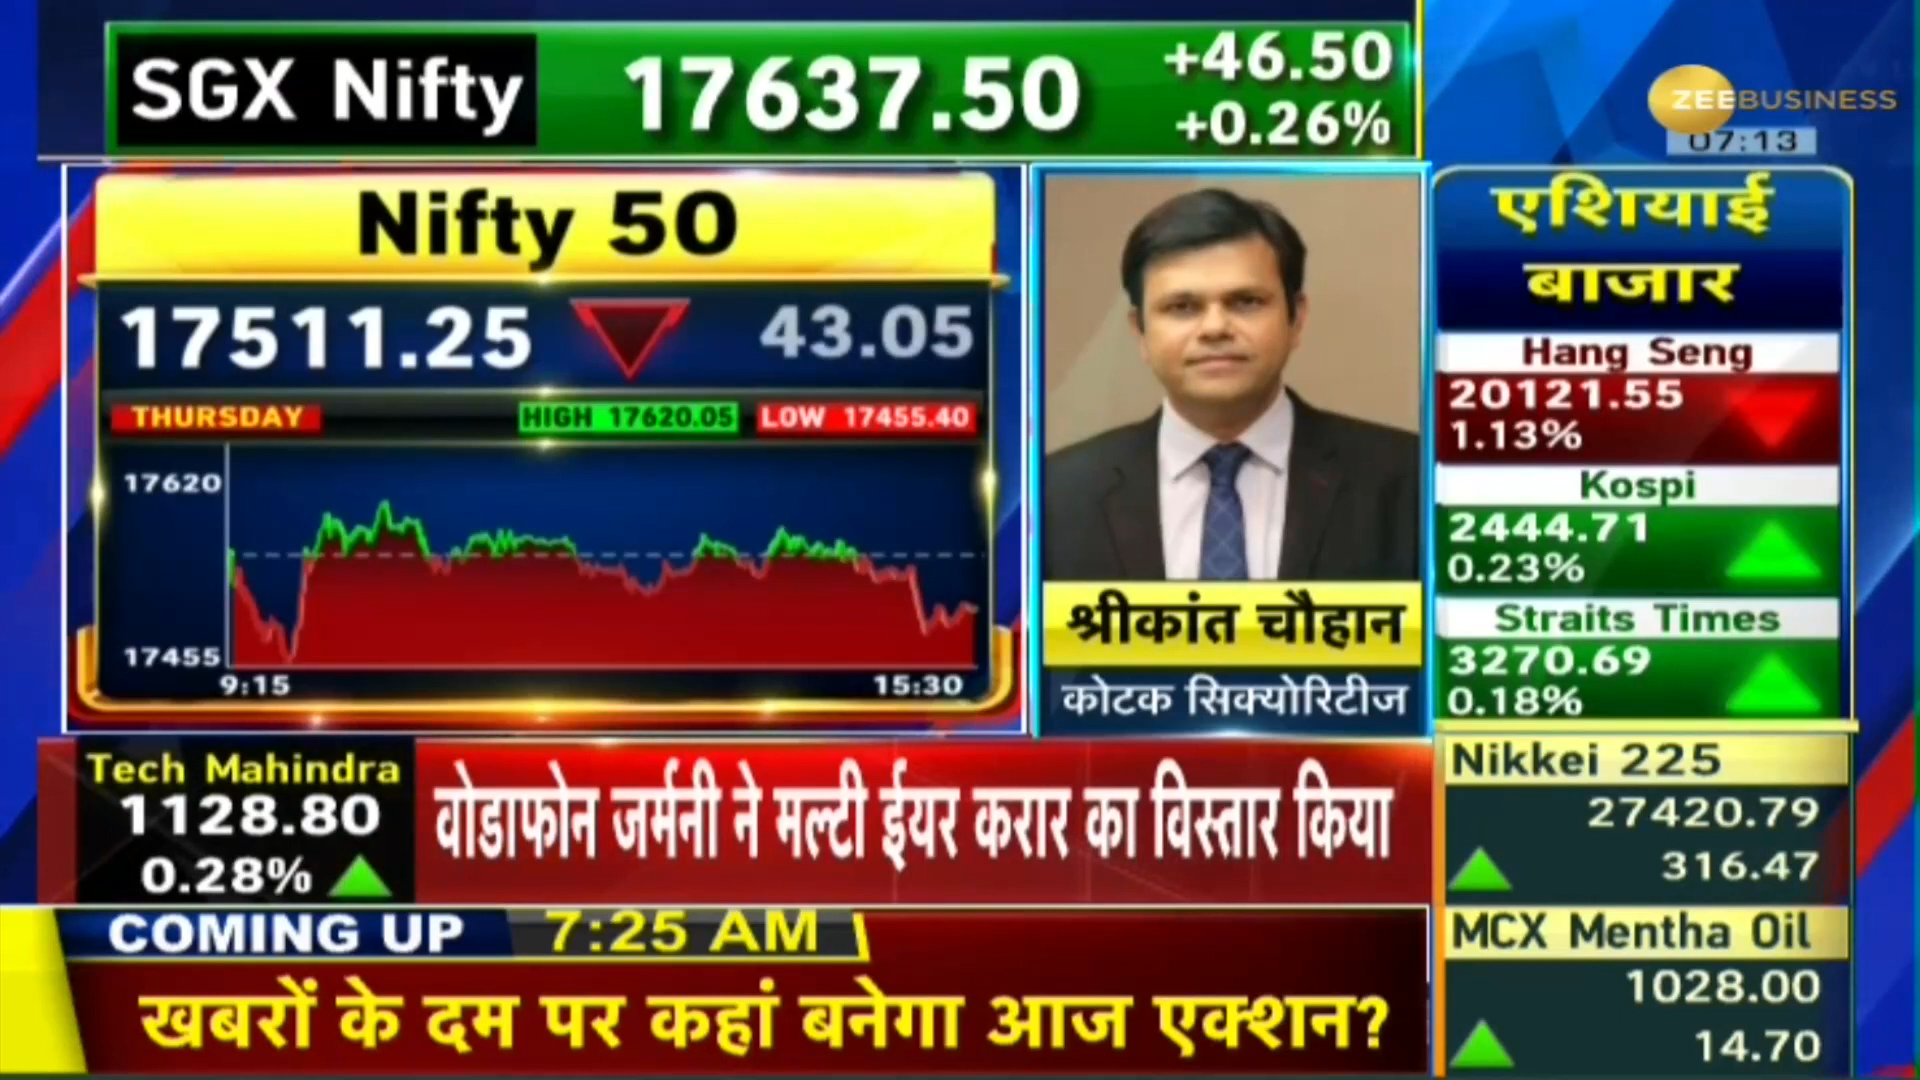 SGX Nifty
17637.50
+46.50
+0.26%
ZEEBUSINESS
07:13
Nifty 50
17511.25
43.05
THURSDAY
HIGH 17620.05
LOW 17455.40
17620
17455
9:15
15:30
श्रीकांत चौहान
कोटक सिक्योरिटीज
एशियाई
बाजार
Hang Seng
20121.55
1.13%
Kospi
2444.71
0.23%
Straits Times
3270.69
0.18%
Nikkei 225
27420.79
316.47
MCX Mentha Oil
1028.00
14.70
Tech Mahindra
1128.80
0.28%
वोडाफोन जर्मनी ने मल्टी ईयर करार का विस्तार किया
COMING UP
7:25 AM
खबरों के दम पर कहां बनेगा आज एक्शन?